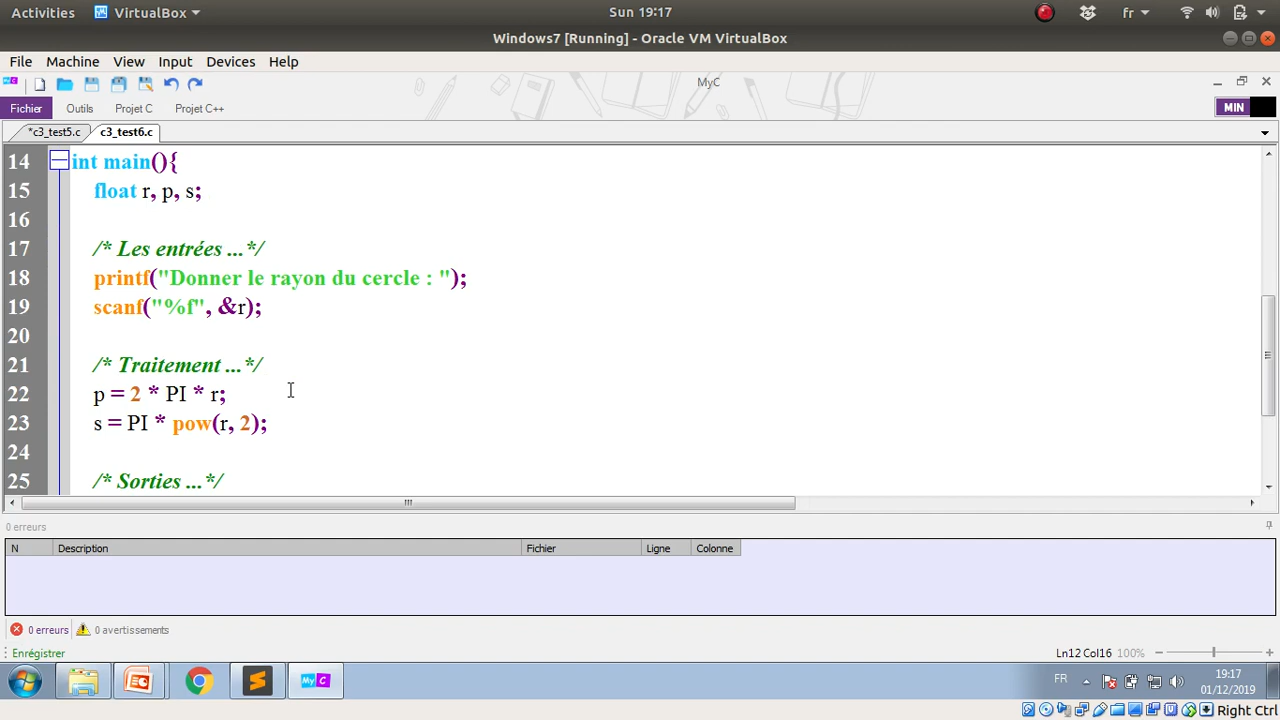 Activities VirtualBox Sun 19:17 fr
Windows7 [Running] - Oracle VM VirtualBox
File Machine View Input Devices Help
MyC
Fichier Outils Projet C Projet C++ MIN
*c3_test5.c c3_test6.c
14 int main(){
15 float r, p, s;
16
17 /* Les entrées ...*/
18 printf("Donner le rayon du cercle : ");
19 scanf("%f", &r);
20
21 /* Traitement ...*/
22 p = 2 * PI * r;
23 s = PI * pow(r, 2);
24
25 /* Sorties ...*/
0 erreurs
N Description Fichier Ligne Colonne
0 erreurs 0 avertissements
Enrégistrer Ln12 Col16 100%
MyC FR 19:17
01/12/2019
Right Ctrl